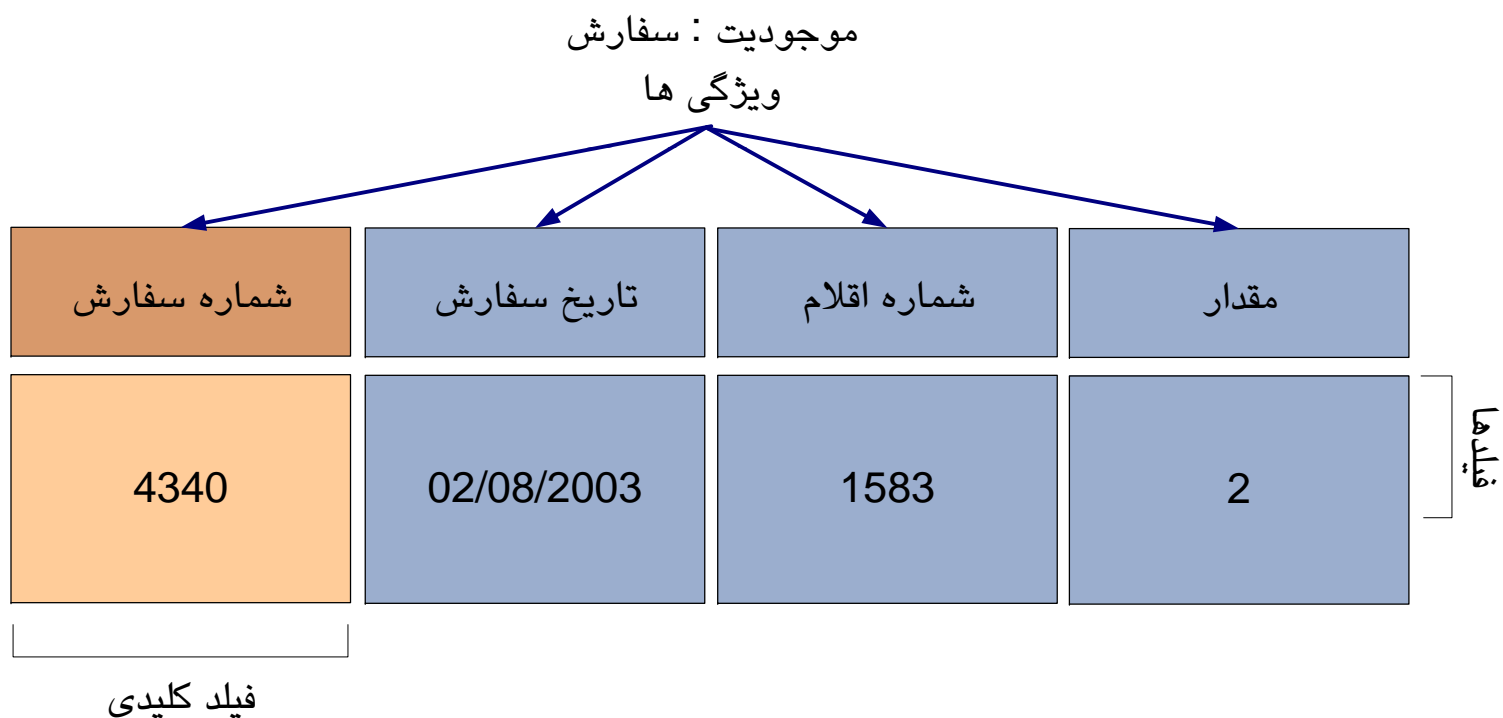 موجودیت : سفارش
ویژگی ها
شماره سفارش
تاریخ سفارش
شماره اقلام
مقدار
4340
02/08/2003
1583
2
فیلدها
فیلد کلیدی